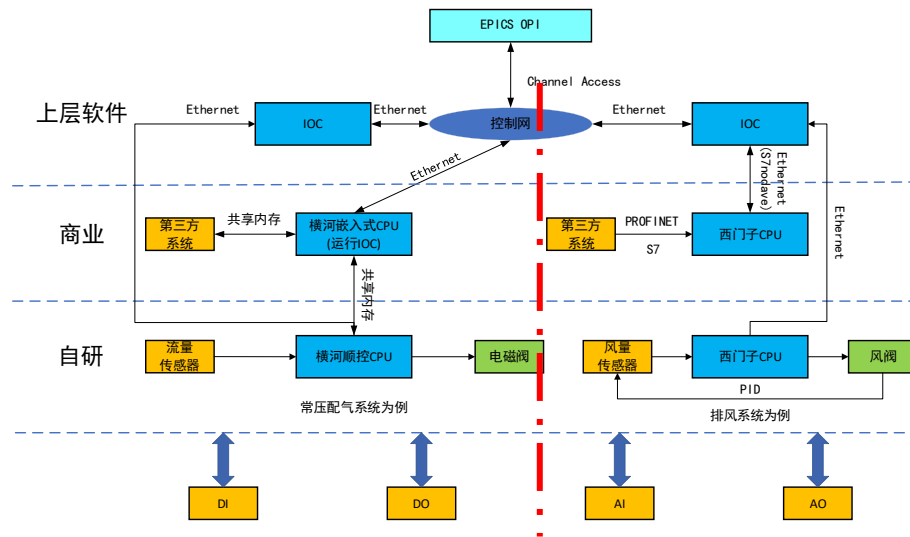 EPICS OPI
Channel Access
上层软件
Ethernet
IOC
Ethernet
控制网
Ethernet
IOC
Ethernet
Ethernet
(S7nodave)
Ethernet
商业
第三方
系统
共享内存
横河嵌入式CPU
(运行IOC)
第三方
系统
PROFINET
S7
西门子CPU
共享内存
自研
流量
传感器
横河顺控CPU
电磁阀
风量
传感器
西门子CPU
风阀
PID
常压配气系统为例
排风系统为例
DI
DO
AI
AO